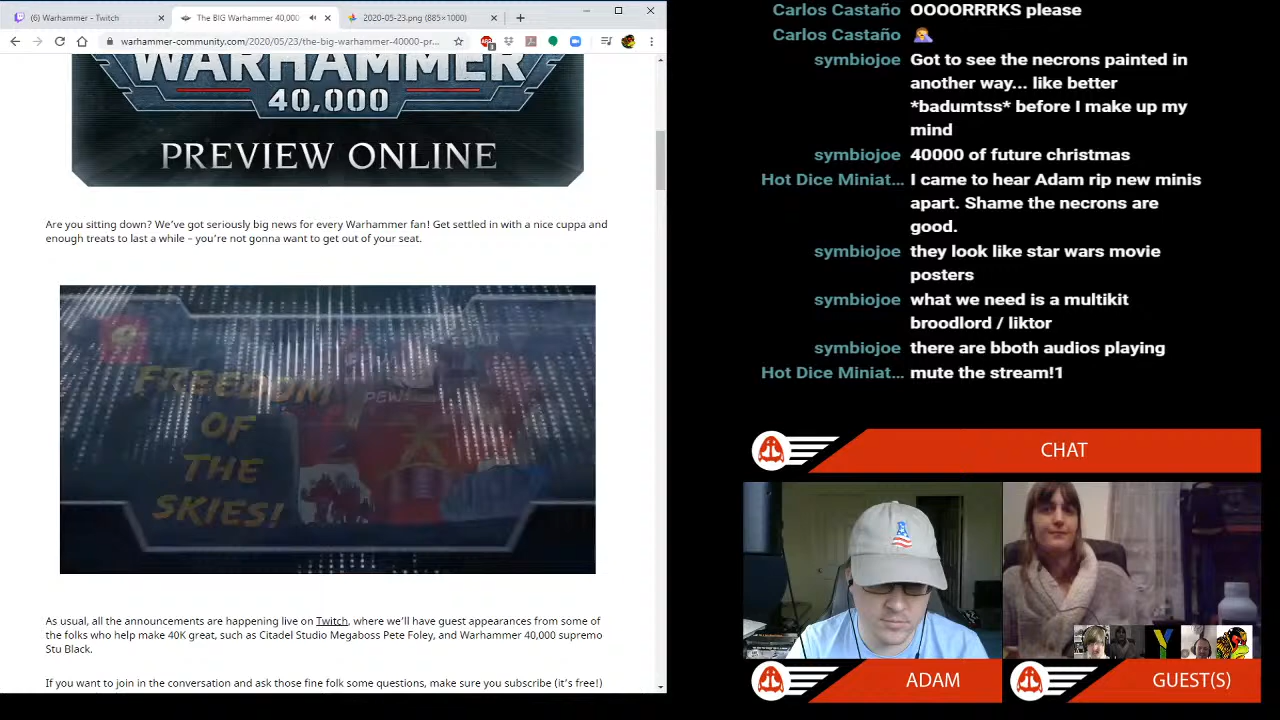 (6) Warhammer - Twitch
The BIG Warhammer 40,000
2020-05-23.png (885×1000)
warhammer-community.com/2020/05/23/the-big-warhammer-40000-pr...
WARHAMMER
40,000
PREVIEW ONLINE
Are you sitting down? We've got seriously big news for every Warhammer fan! Get settled in with a nice cuppa and
enough treats to last a while – you're not gonna want to get out of your seat.
FREEDOM
OF
THE
SKIES!
PEW
As usual, all the announcements are happening live on Twitch, where we'll have guest appearances from some of
the folks who help make 40K great, such as Citadel Studio Megaboss Pete Foley, and Warhammer 40,000 supremo
Stu Black.
If you want to join in the conversation and ask those fine folk some questions, make sure you subscribe (it's free!)
Carlos Castaño OOOORRRKS please
Carlos Castaño 🤦
symbiojoe Got to see the necrons painted in
another way... like better
*badumtss* before I make up my
mind
symbiojoe 40000 of future christmas
Hot Dice Miniat... I came to hear Adam rip new minis
apart. Shame the necrons are
good.
symbiojoe they look like star wars movie
posters
symbiojoe what we need is a multikit
broodlord / liktor
symbiojoe there are bboth audios playing
Hot Dice Miniat... mute the stream!1
CHAT
ADAM
GUEST(S)